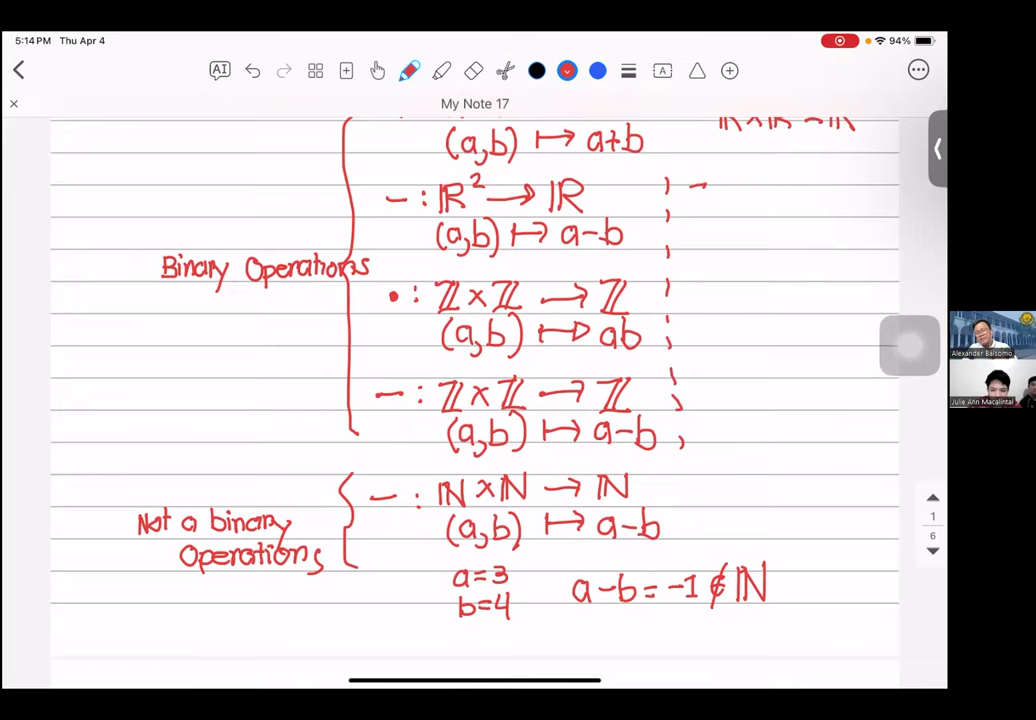 5:14 PM Thu Apr 4
94%
AI
A
My Note 17
(a,b) ↦ a+b
− : ℝ² → ℝ
(a,b) ↦ a−b
Binary Operations
• : ℤ × ℤ → ℤ
(a,b) ↦ ab
− : ℤ × ℤ → ℤ
(a,b) ↦ a−b
− : ℕ × ℕ → ℕ
Not a binary
Operations
(a,b) ↦ a−b
a=3
b=4
a−b = −1 ∉ ℕ
1
6
Alexander Balsomo
Julie Ann Macalintal